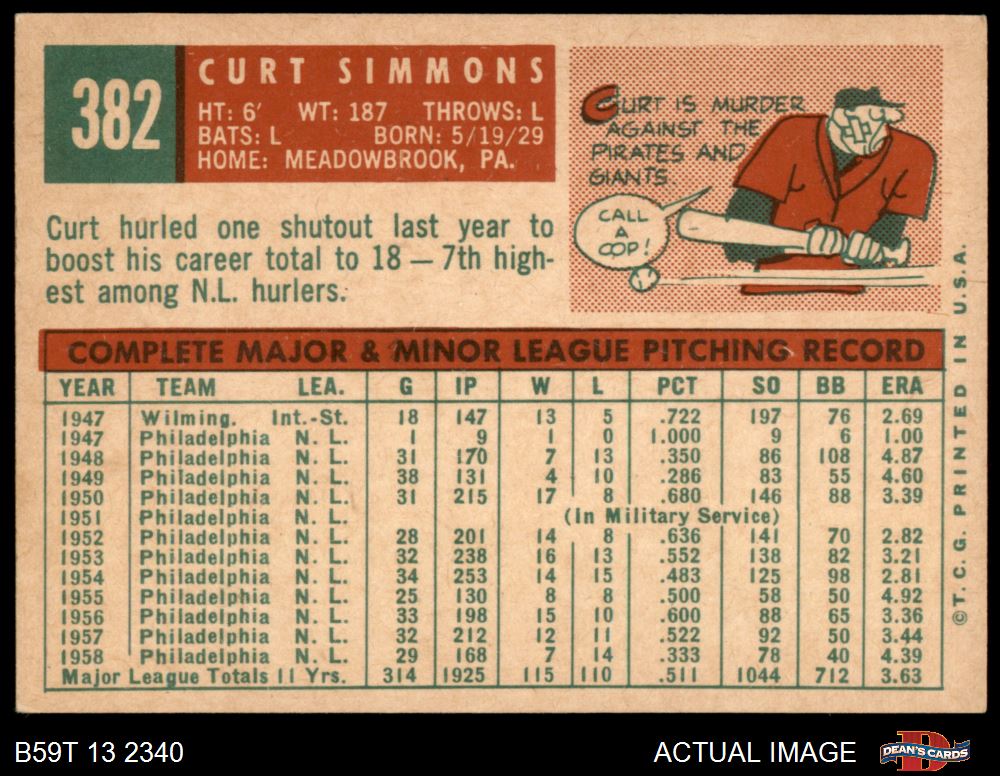 382
CURT SIMMONS
HT: 6' WT: 187 THROWS: L
BATS: L BORN: 5/19/29
HOME: MEADOWBROOK, PA.
CURT IS MURDER
AGAINST THE
PIRATES AND
GIANTS.
CALL
A
COP!
Curt hurled one shutout last year to
boost his career total to 18 — 7th high-
est among N.L. hurlers.
COMPLETE MAJOR & MINOR LEAGUE PITCHING RECORD
YEAR TEAM LEA. G IP W L PCT SO BB ERA
1947 Wilming. Int.-St. 18 147 13 5 .722 197 76 2.69
1947 Philadelphia N. L. 1 9 1 0 1.000 9 6 1.00
1948 Philadelphia N. L. 31 170 7 13 .350 86 108 4.87
1949 Philadelphia N. L. 38 131 4 10 .286 83 55 4.60
1950 Philadelphia N. L. 31 215 17 8 .680 146 88 3.39
1951 Philadelphia N. L. (In Military Service)
1952 Philadelphia N. L. 28 201 14 8 .636 141 70 2.82
1953 Philadelphia N. L. 32 238 16 13 .552 138 82 3.21
1954 Philadelphia N. L. 34 253 14 15 .483 125 98 2.81
1955 Philadelphia N. L. 25 130 8 8 .500 58 50 4.92
1956 Philadelphia N. L. 33 198 15 10 .600 88 65 3.36
1957 Philadelphia N. L. 32 212 12 11 .522 92 50 3.44
1958 Philadelphia N. L. 29 168 7 14 .333 78 40 4.39
Major League Totals 11 Yrs. 314 1925 115 110 .511 1044 712 3.63
©T. C. G. PRINTED IN U.S.A.
B59T 13 2340
ACTUAL IMAGE
D
DEAN'S CARDS